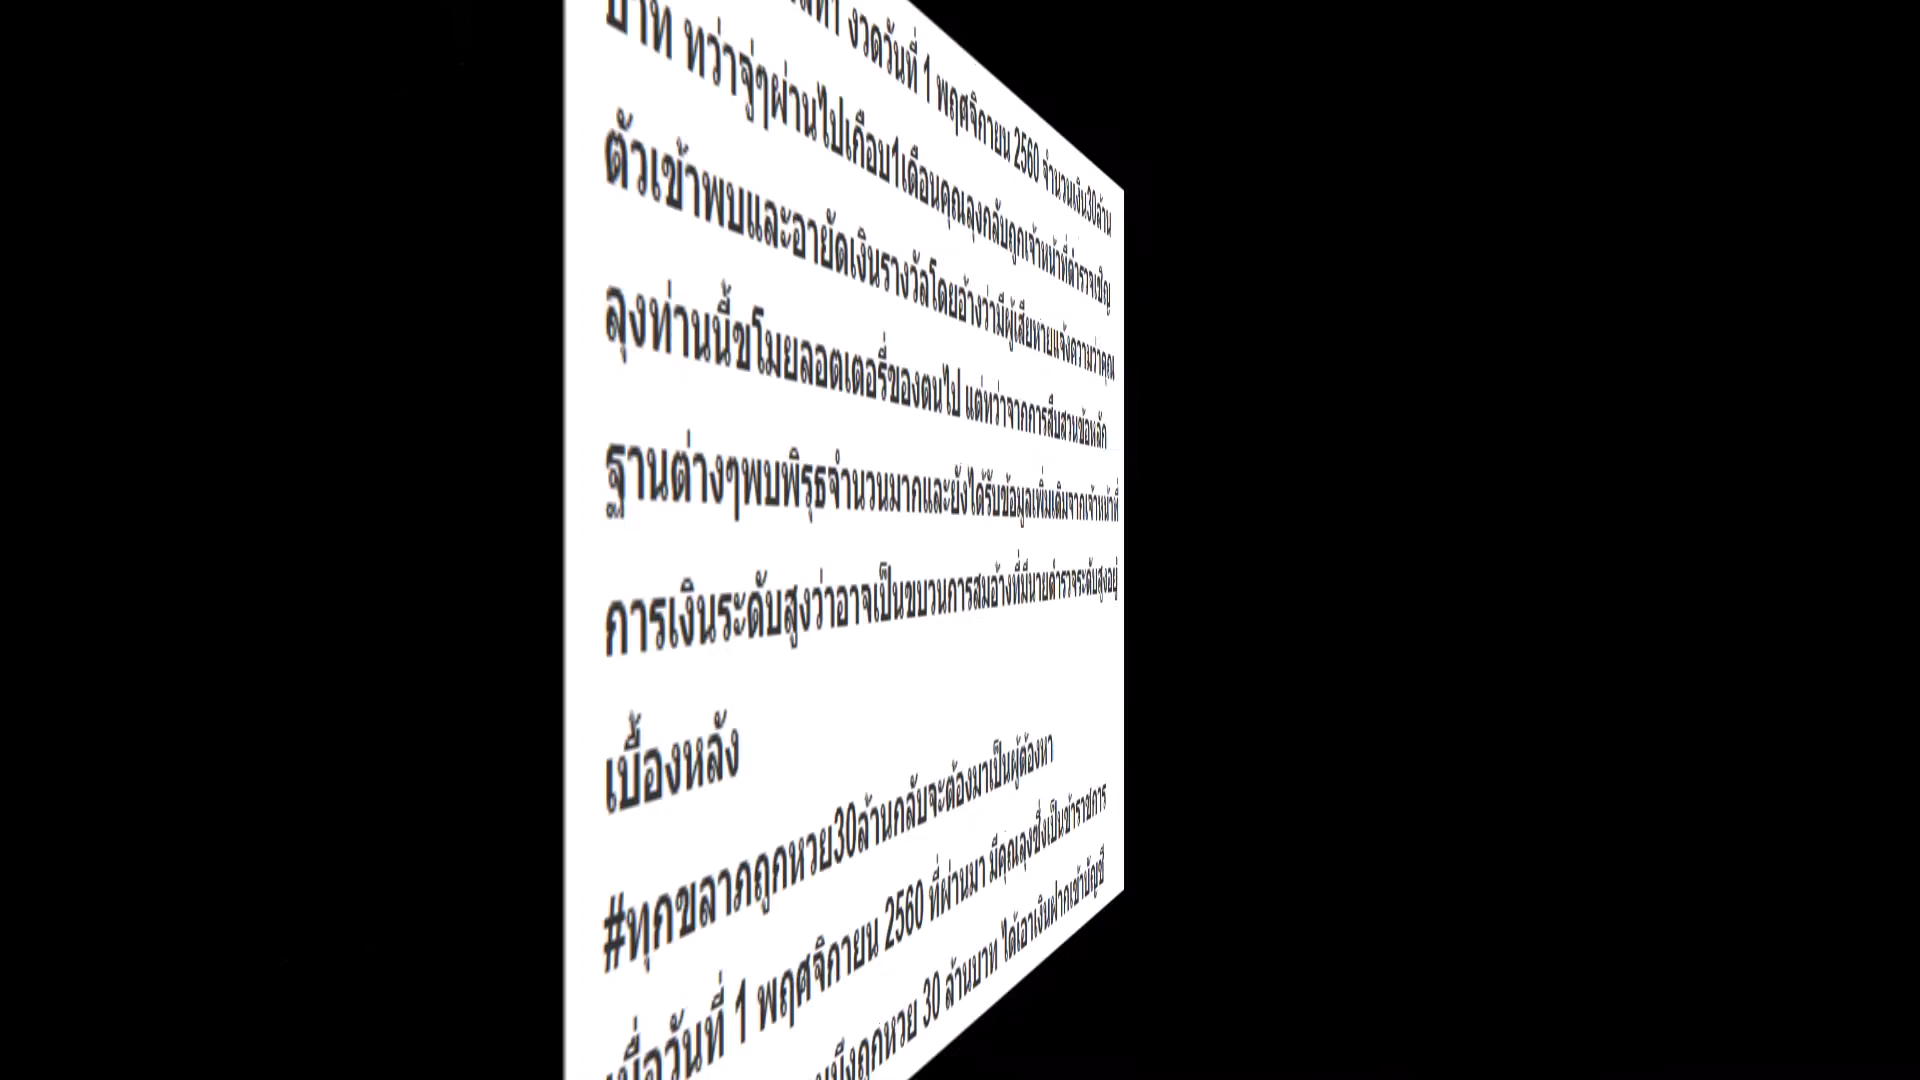 งวดวันที่ 1 พฤศจิกายน 2560 จำนวนเงิน30ล้าน
บาท ทว่าจู่ๆผ่านไปเกือบ1เดือนคุณลุงกลับถูกเจ้าหน้าที่ตำรวจเชิญ
ตัวเข้าพบและอายัดเงินรางวัลโดยอ้างว่ามีผู้เสียหายแจ้งความว่าคุณ
ลุงท่านนี้ขโมยลอตเตอรี่ของตนไป แต่ทว่าจากการสืบสวนข้อหลัก
ฐานต่างๆพบพิรุธจำนวนมากและยังได้รับข้อมูลเพิ่มเติมจากเจ้าหน้าที่
การเงินระดับสูงว่าอาจเป็นขบวนการสมอ้างที่มีนายตำรวจระดับสูงอยู่
เบื้องหลัง
#ทุกขลาภถูกหวย30ล้านกลับจะต้องมาเป็นผู้ต้องหา
เมื่อวันที่ 1 พฤศจิกายน 2560 ที่ผ่านมา มีคุณลุงซึ่งเป็นข้าราชการ
ถูกหวย 30 ล้านบาท ได้เอาเงินฝากเข้าบัญชี